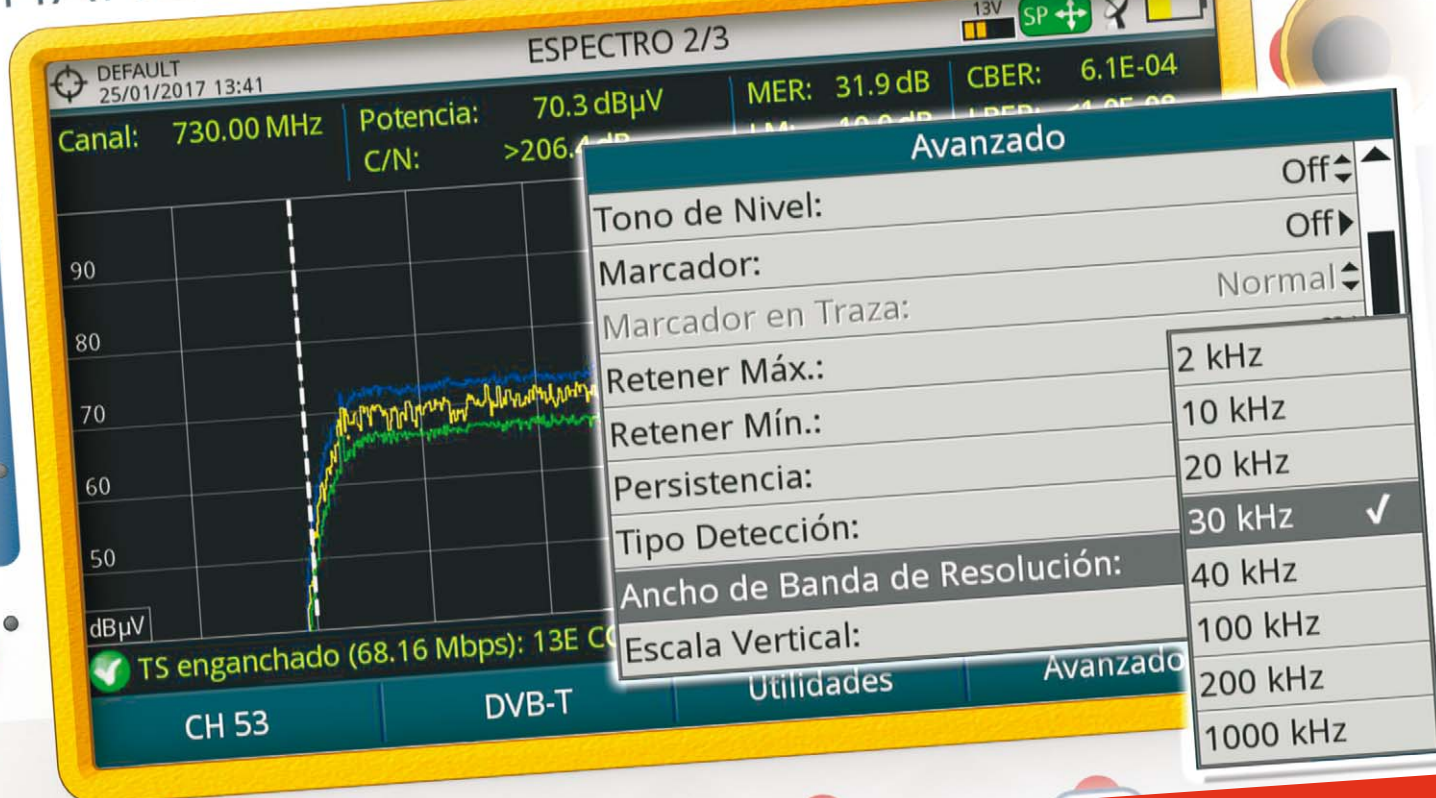 ESPECTRO 2/3
13V SP
DEFAULT
25/01/2017 13:41
Canal: 730.00 MHz
Potencia: 70.3 dBµV
C/N: >206.4 dB
MER: 31.9 dB
CBER: 6.1E-04
Avanzado
Tono de Nivel: Off
Marcador: Off
Marcador en Traza: Normal
Retener Máx.:
Retener Mín.:
Persistencia:
Tipo Detección:
Ancho de Banda de Resolución:
Escala Vertical:
2 kHz
10 kHz
20 kHz
30 kHz
40 kHz
100 kHz
200 kHz
1000 kHz
90
80
70
60
50
dBµV
TS enganchado (68.16 Mbps): 13E
CH 53
DVB-T
Utilidades
Avanzado